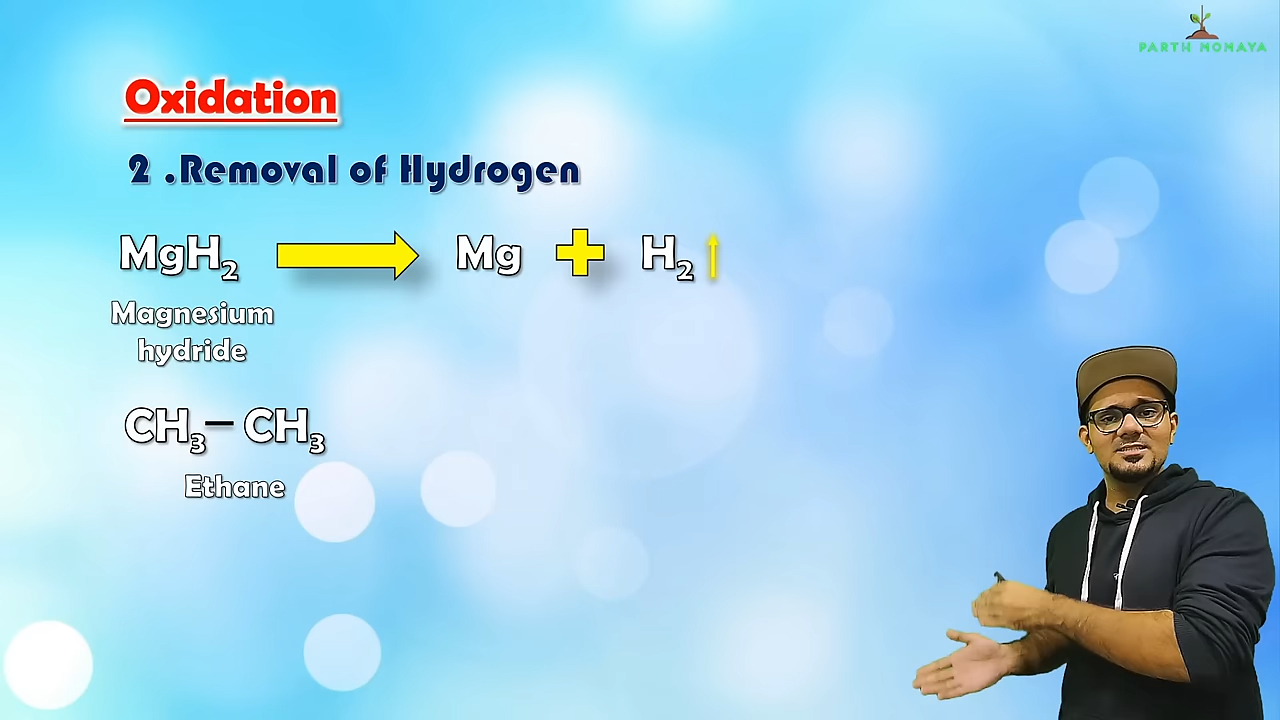 PARTH MOMAYA
Oxidation
2 .Removal of Hydrogen
MgH₂ → Mg + H₂ ↑
Magnesium
hydride
CH₃ – CH₃
Ethane